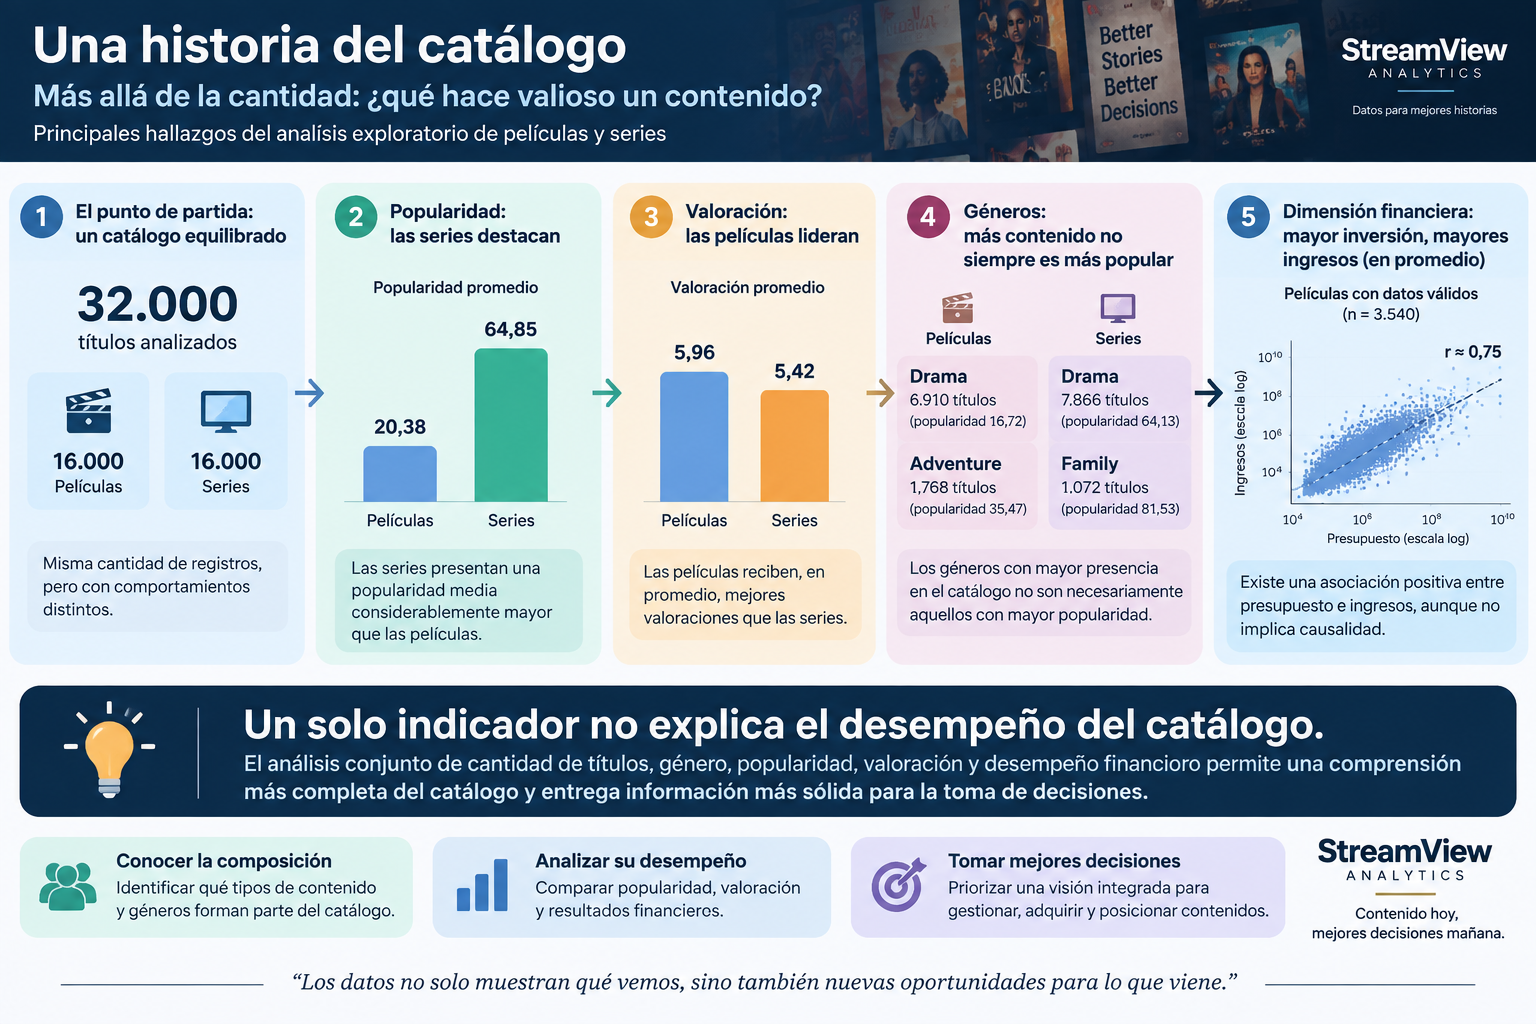 Una historia del catálogo
Más allá de la cantidad: ¿qué hace valioso un contenido?
Principales hallazgos del analísis exploratorio de películas y series
Better
Stories
Better
Decisions
StreamView
ANALYTICS
Datos para mejores historias
1
El punto de partida:
un catálogo equilibrado
32.000
títulos analizados
16.000
Películas
16.000
Series
Misma cantidad de registros,
pero con comportamientos
distintos.
2
Popularidad:
las series destacan
Popularidad promedio
64,85
20,38
Películas
Series
Las series presentan una
popularidad media
considerablemente mayor
que las películas.
3
Valoración:
las películas lideran
Valoración promedio
5,96
5,42
Películas
Series
Las películas reciben, en
promedio, mejores
valoraciones que las series.
4
Géneros:
más contenido no
siempre es más popular
Películas
Series
Drama
6.910 títulos
(popularidad 16,72)
Drama
7.866 títulos
(popularidad 64,13)
Adventure
1,768 títulos
(popularidad 35,47)
Family
1.072 títulos
(popularidad 81,53)
Los géneros con mayor presencia
en el catálogo no son necesariamente
aquellos con mayor popularidad.
5
Dimensión financiera:
mayor inversión, mayores
ingresos (en promedio)
Películas con datos válidos
(n = 3.540)
r ≈ 0,75
Ingresos (esccla log)
10¹⁰
10⁸
10⁶
10⁴
10⁴
10⁶
10⁸
10⁻¹⁰
Presupuesto (escala log)
Existe una asociación positiva entre
presupuesto e ingresos, aunque no
implica causalidad.
Un solo indicador no explica el desempeño del catálogo.
El análisis conjunto de cantidad de títulos, género, popularidad, valoración y desempeño financioro permite una comprensión
más completa del catálogo y entrega información más sólida para la toma de decisiones.
Conocer la composición
Identificar qué tipos de contenido
y géneros forman parte del catálogo.
Analizar su desempeño
Comparar popularidad, valoración
y resultados financieros.
Tomar mejores decisiones
Priorizar una visión integrada para
gestionar, adquirir y posicionar contenidos.
StreamView
ANALYTICS
Contenido hoy,
mejores decisiones mañana.
“Los datos no solo muestran qué vemos, sino también nuevas oportunidades para lo que viene.”